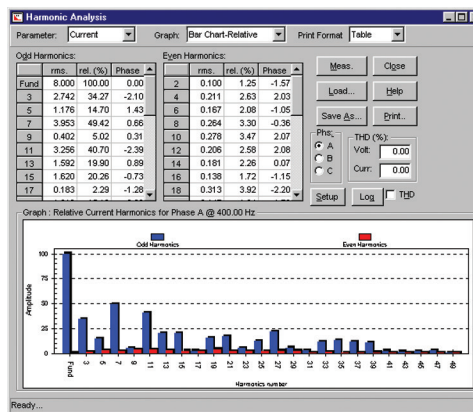 Harmonic Analysis
Parameter: Current Graph: Bar Chart-Relative Print Format Table
Odd Harmonics: Even Harmonics:
rms. rel. (%) Phase rms. rel. (%) Phase
Fund 8.000 100.00 0.00 2 0.100 1.25 -1.57
3 2.742 34.27 -2.10 4 0.211 2.63 2.03
5 1.176 14.70 1.43 6 0.167 2.08 -1.05
7 3.953 49.42 0.66 8 0.264 3.30 -0.36
9 0.402 5.02 0.31 10 0.278 3.47 2.07
11 3.256 40.70 -2.39 12 0.206 2.58 2.08
13 1.592 19.90 0.89 14 0.181 2.26 0.07
15 1.620 20.26 -0.73 16 0.138 1.72 -1.15
17 0.183 2.29 -1.28 18 0.313 3.92 -2.20
Meas. Close
Load... Help
Save As... Print..
Phs: THD (%):
A Volt: 0.00
B
C Curr: 0.00
Setup Log THD
Graph : Relative Current Harmonics for Phase A @ 400.00 Hz
Odd Harmonics Even Harmonics
Amplitude
100
75
50
25
0
Fund 3 5 7 9 11 13 15 17 19 21 23 25 27 29 31 33 35 37 39 41 43 45 47 49
Harmonics number
Ready...